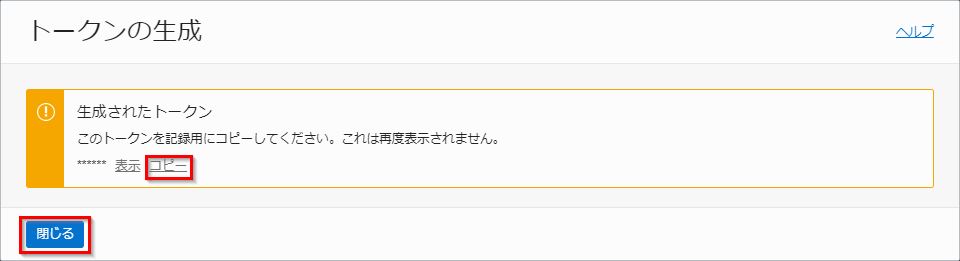 トークンの生成
ヘルプ
生成されたトークン
このトークンを記録用にコピーしてください。これは再度表示されません。
****** 表示 コピー
閉じる